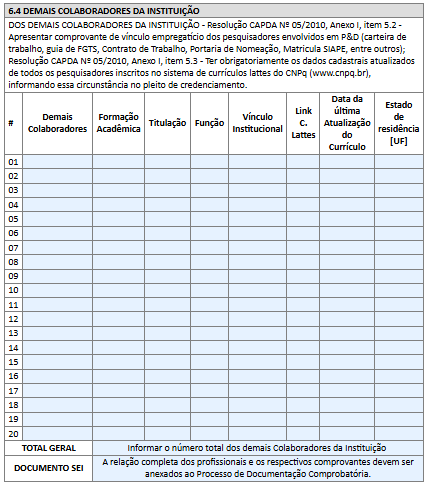 6.4 DEMAIS COLABORADORES DA INSTITUIÇÃO
DOS DEMAIS COLABORADORES DA INSTITUIÇÃO - Resolução CAPDA Nº 05/2010, Anexo I, item 5.2 -
Apresentar comprovante de vínculo empregatício dos pesquisadores envolvidos em P&D (carteira de
trabalho, guia de FGTS, Contrato de Trabalho, Portaria de Nomeação, Matricula SIAPE, entre outros);
Resolução CAPDA Nº 05/2010, Anexo I, item 5.3 - Ter obrigatoriamente os dados cadastrais atualizados
de todos os pesquisadores inscritos no sistema de currículos lattes do CNPq (www.cnpq.br),
informando essa circunstância no pleito de credenciamento.
#
Demais
Colaboradores
Formação
Acadêmica
Titulação
Função
Vínculo
Institucional
Link
C.
Lattes
Data da
última
Atualização
do
Currículo
Estado
de
residência
[UF]
01
02
03
04
05
06
07
08
09
10
11
12
13
14
15
16
17
18
19
20
TOTAL GERAL
Informar o número total dos demais Colaboradores da Instituição
DOCUMENTO SEI
A relação completa dos profissionais e os respectivos comprovantes devem ser
anexados ao Processo de Documentação Comprobatória.